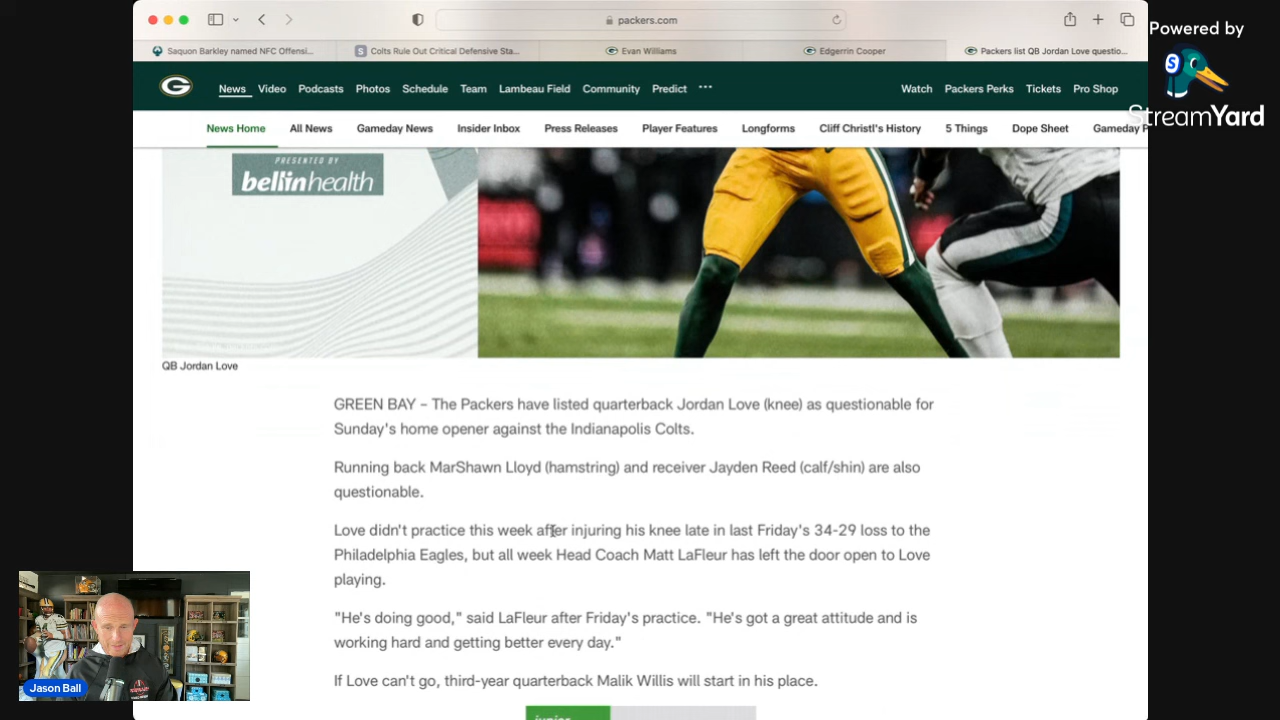 packers.com
Powered by
StreamYard
Saquon Barkley named NFC Offensi...
Colts Rule Out Critical Defensive Sta...
Evan Williams
Edgerrin Cooper
Packers list QB Jordan Love questio...
News Video Podcasts Photos Schedule Team Lambeau Field Community Predict ...
Watch Packers Perks Tickets Pro Shop
News Home All News Gameday News Insider Inbox Press Releases Player Features Longforms Cliff Christl's History 5 Things Dope Sheet Gameday P
PRESENTED BY
bellinhealth
QB Jordan Love
GREEN BAY – The Packers have listed quarterback Jordan Love (knee) as questionable for
Sunday's home opener against the Indianapolis Colts.
Running back MarShawn Lloyd (hamstring) and receiver Jayden Reed (calf/shin) are also
questionable.
Love didn't practice this week after injuring his knee late in last Friday's 34-29 loss to the
Philadelphia Eagles, but all week Head Coach Matt LaFleur has left the door open to Love
playing.
"He's doing good," said LaFleur after Friday's practice. "He's got a great attitude and is
working hard and getting better every day."
If Love can't go, third-year quarterback Malik Willis will start in his place.
Jason Ball